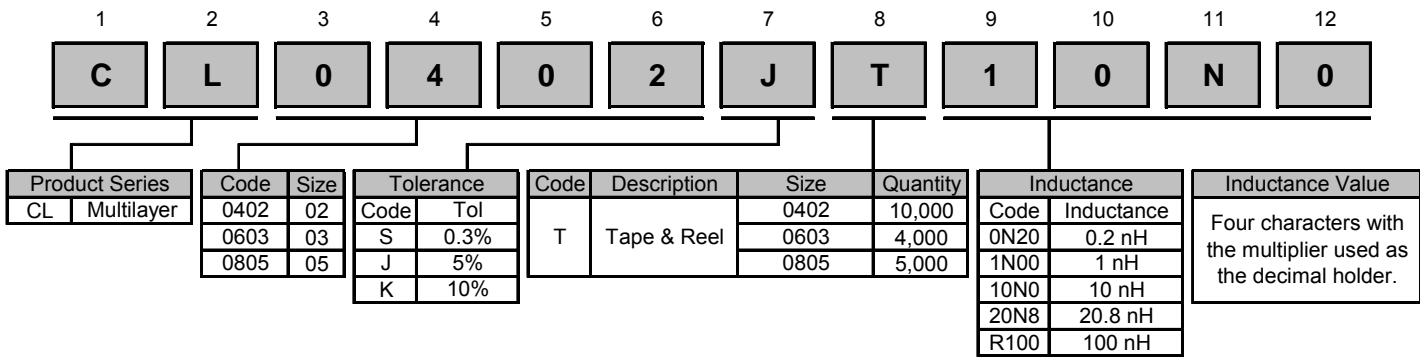 1 2 3 4 5 6 7 8 9 10 11 12
C L 0 4 0 2 J T 1 0 N 0
Product Series
CL Multilayer
Code Size
0402 02
0603 03
0805 05
Tolerance
Code Tol
S 0.3%
J 5%
K 10%
Code Description Size Quantity
T Tape & Reel
0402 10,000
0603 4,000
0805 5,000
Inductance
Code Inductance
0N20 0.2 nH
1N00 1 nH
10N0 10 nH
20N8 20.8 nH
R100 100 nH
Inductance Value
Four characters with
the multiplier used as
the decimal holder.